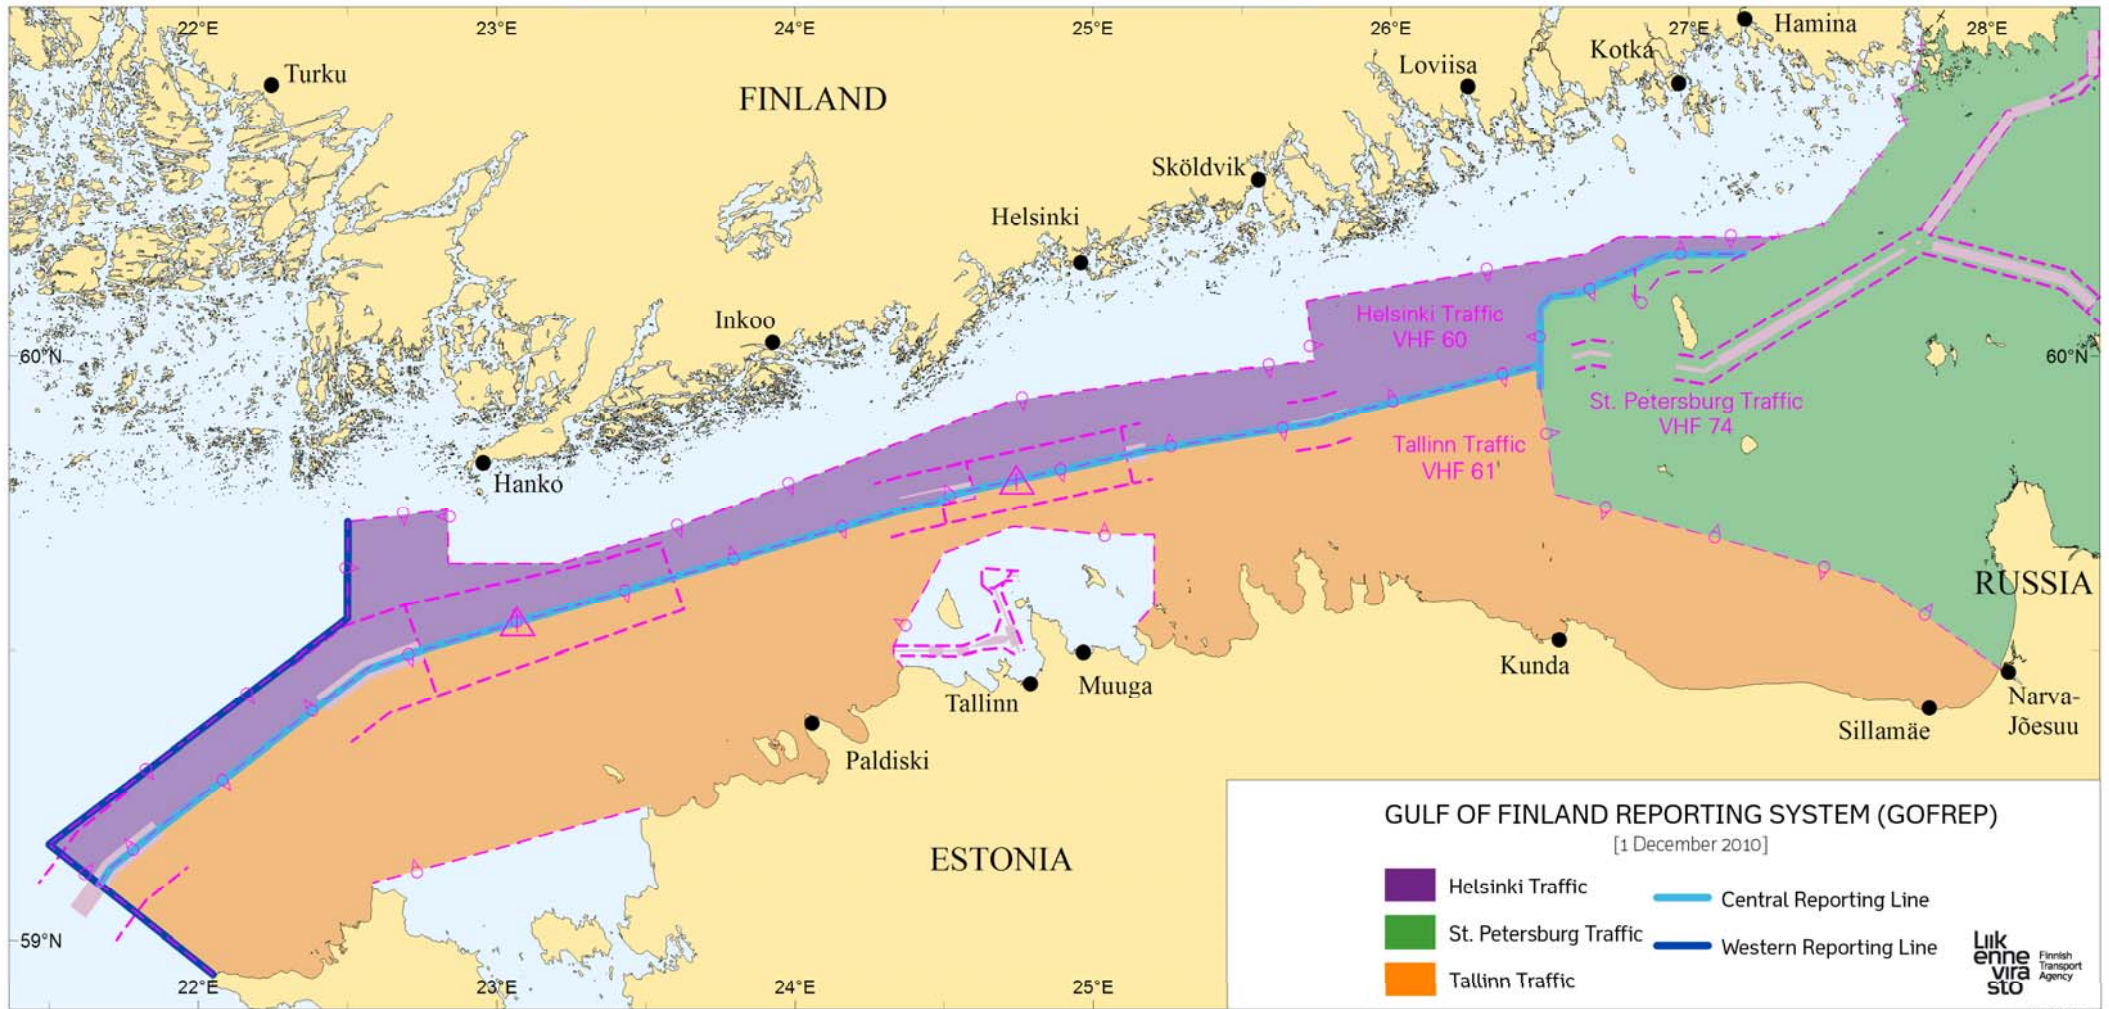 22°E
23°E
24°E
25°E
26°E
27°E
28°E
Hamina
Kotka
Turku
Loviisa
FINLAND
Sköldvik
Helsinki
Helsinki Traffic
VHF 60
Inkoo
60°N
60°N
St. Petersburg Traffic
VHF 74
Tallinn Traffic
VHF 61
Hanko
RUSSIA
Kunda
Muuga
Tallinn
Narva-
Jõesuu
Sillamäe
Paldiski
ESTONIA
59°N
22°E
23°E
24°E
25°E
GULF OF FINLAND REPORTING SYSTEM (GOFREP)
[1 December 2010]
Helsinki Traffic
St. Petersburg Traffic
Tallinn Traffic
Central Reporting Line
Western Reporting Line
Liik
enne
vira
sto
Finnish
Transport
Agency